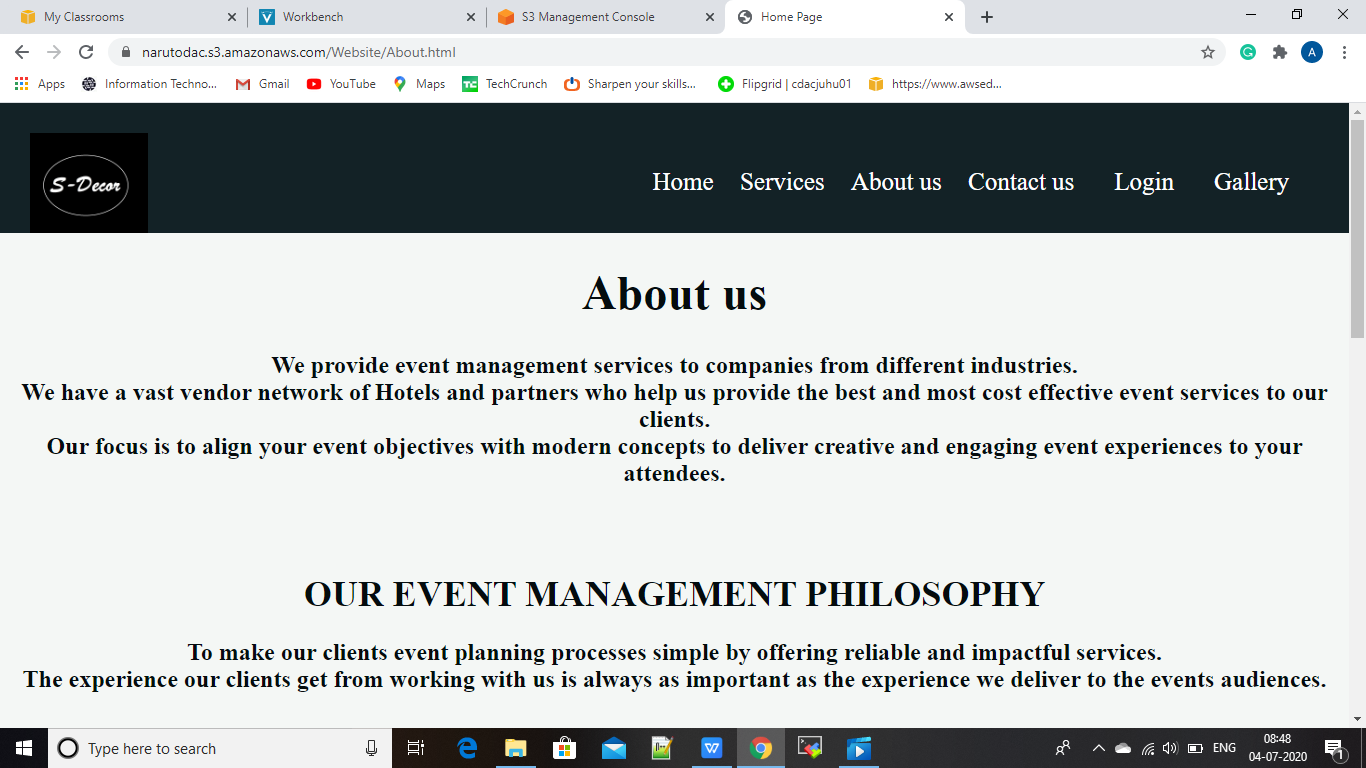 My Classrooms
Workbench
S3 Management Console
Home Page
narutodac.s3.amazonaws.com/Website/About.html
A
Apps
Information Techno...
Gmail
YouTube
Maps
TechCrunch
Sharpen your skills...
Flipgrid | cdacjuhu01
https://www.awsed...
S-Decor
Home
Services
About us
Contact us
Login
Gallery
About us
We provide event management services to companies from different industries.
We have a vast vendor network of Hotels and partners who help us provide the best and most cost effective event services to our
clients.
Our focus is to align your event objectives with modern concepts to deliver creative and engaging event experiences to your
attendees.
OUR EVENT MANAGEMENT PHILOSOPHY
To make our clients event planning processes simple by offering reliable and impactful services.
The experience our clients get from working with us is always as important as the experience we deliver to the events audiences.
Type here to search
ENG
08:48
04-07-2020
1